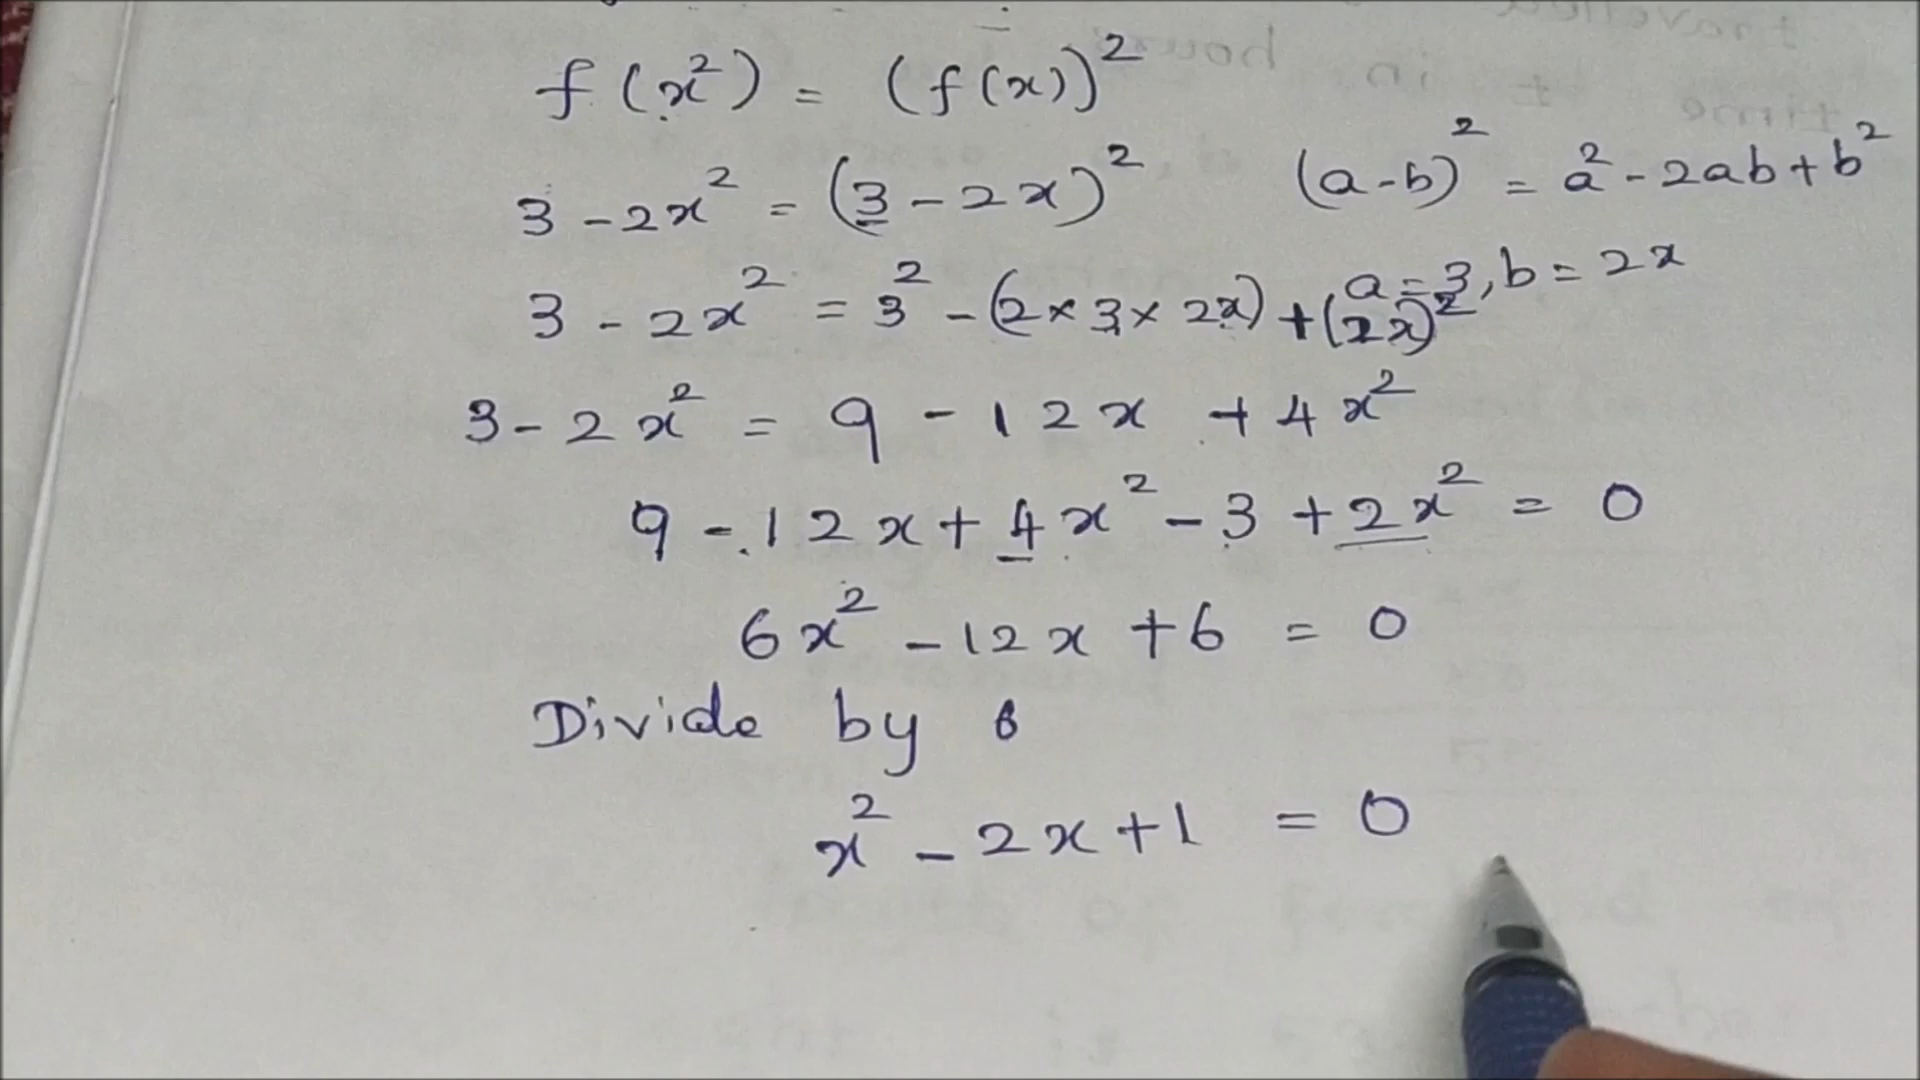 f(x²) = (f(x))²
3 - 2x² = (3 - 2x)²
(a-b)² = a² - 2ab + b²
a = 3, b = 2x
3 - 2x² = 3² - (2 × 3 × 2x) + (2x)²
3 - 2x² = 9 - 12x + 4x²
9 - 12x + 4x² - 3 + 2x² = 0
6x² - 12x + 6 = 0
Divide by 6
x² - 2x + 1 = 0